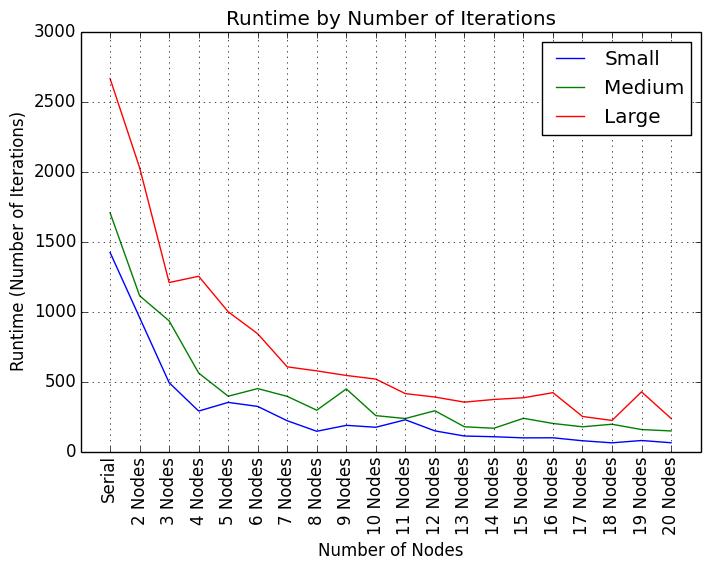 Runtime by Number of Iterations
3000
2500
2000
1500
1000
500
0
Runtime (Number of Iterations)
Small
Medium
Large
Serial
2 Nodes
3 Nodes
4 Nodes
5 Nodes
6 Nodes
7 Nodes
8 Nodes
9 Nodes
10 Nodes
11 Nodes
12 Nodes
13 Nodes
14 Nodes
15 Nodes
16 Nodes
17 Nodes
18 Nodes
19 Nodes
20 Nodes
Number of Nodes